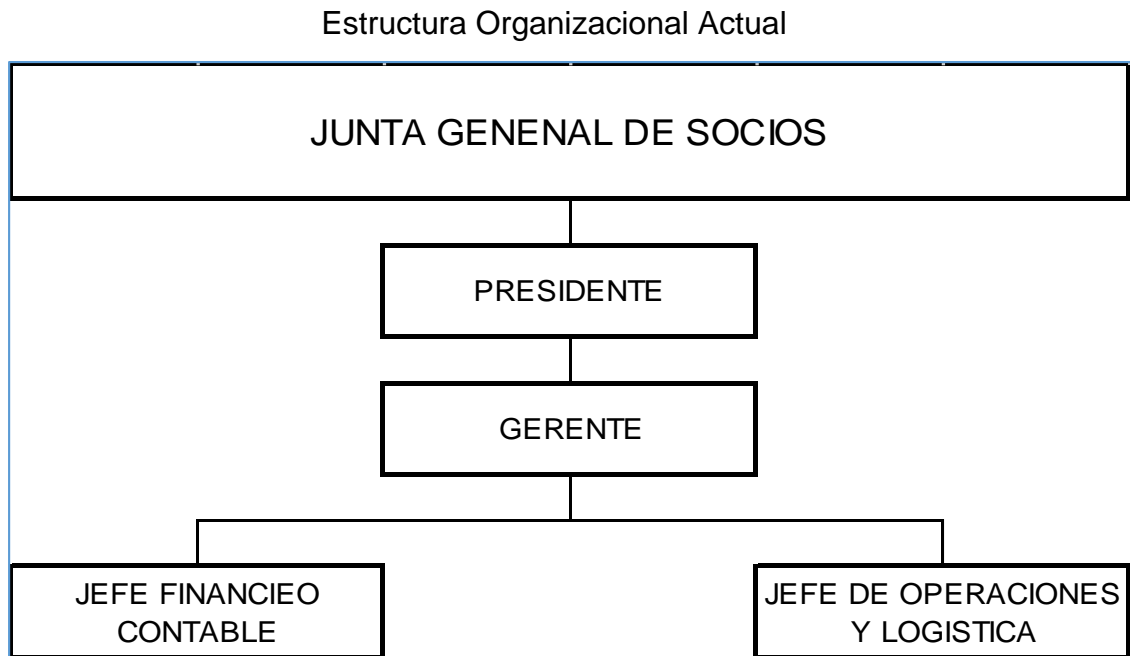 Estructura Organizacional Actual
JUNTA GENENAL DE SOCIOS
PRESIDENTE
GERENTE
JEFE FINANCIEO
CONTABLE
JEFE DE OPERACIONES
Y LOGISTICA